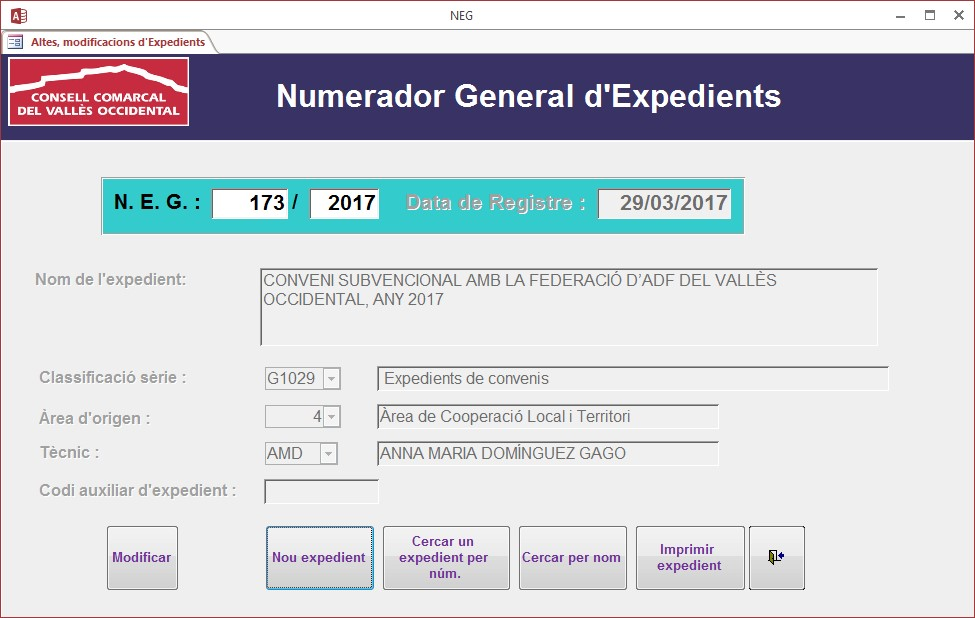 NEG
Altes, modificacions d'Expedients
CONSELL COMARCAL
DEL VALLÈS OCCIDENTAL
Numerador General d'Expedients
N. E. G. : 173 / 2017 Data de Registre : 29/03/2017
Nom de l'expedient: CONVENI SUBVENCIONAL AMB LA FEDERACIÓ D'ADF DEL VALLÈS
OCCIDENTAL, ANY 2017
Classificació sèrie : G1029 Expedients de convenis
Àrea d'origen : 4 Àrea de Cooperació Local i Territori
Tècnic : AMD ANNA MARIA DOMÍNGUEZ GAGO
Codi auxiliar d'expedient :
Modificar
Nou expedient
Cercar un
expedient per
núm.
Cercar per nom
Imprimir
expedient